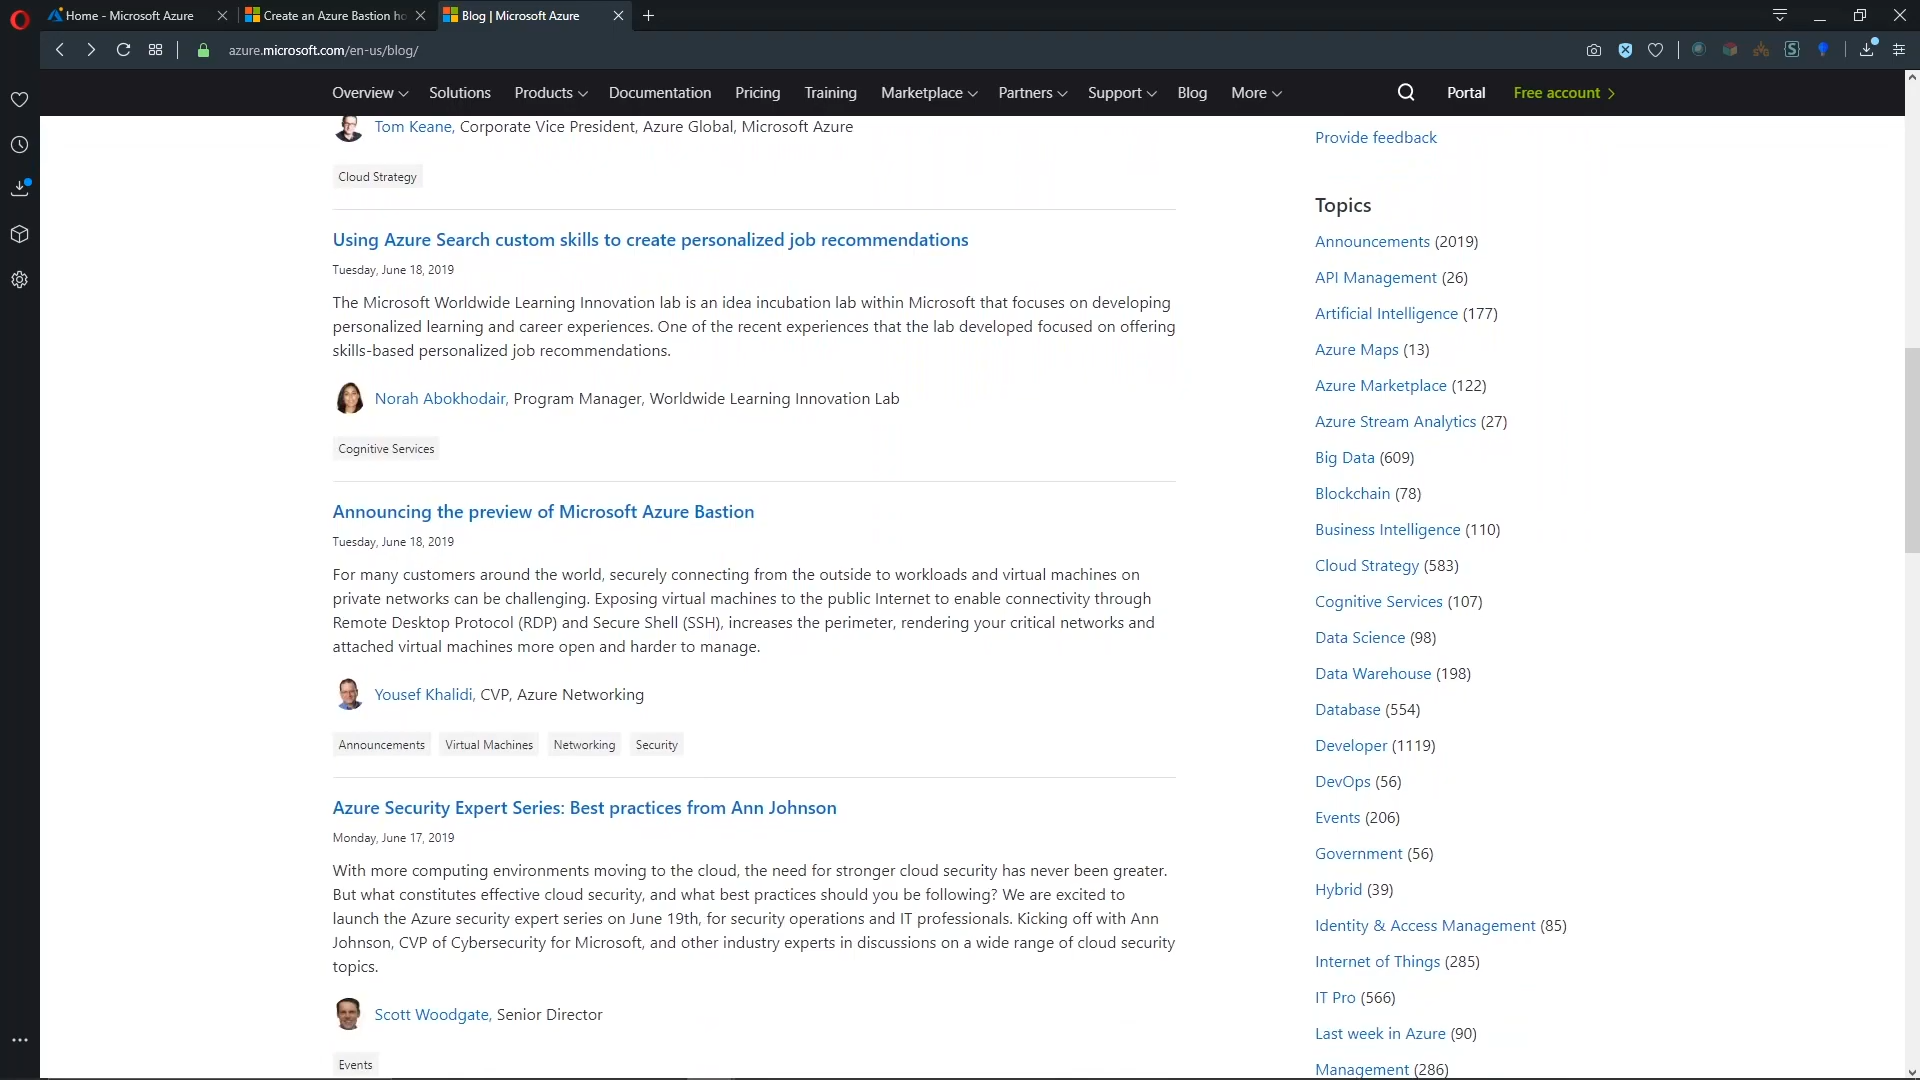 Home - Microsoft Azure
Create an Azure Bastion ho
Blog | Microsoft Azure
azure.microsoft.com/en-us/blog/
Overview
Solutions
Products
Documentation
Pricing
Training
Marketplace
Partners
Support
Blog
More
Portal
Free account
Tom Keane, Corporate Vice President, Azure Global, Microsoft Azure
Cloud Strategy
Using Azure Search custom skills to create personalized job recommendations
Tuesday, June 18, 2019
The Microsoft Worldwide Learning Innovation lab is an idea incubation lab within Microsoft that focuses on developing
personalized learning and career experiences. One of the recent experiences that the lab developed focused on offering
skills-based personalized job recommendations.
Norah Abokhodair, Program Manager, Worldwide Learning Innovation Lab
Cognitive Services
Announcing the preview of Microsoft Azure Bastion
Tuesday, June 18, 2019
For many customers around the world, securely connecting from the outside to workloads and virtual machines on
private networks can be challenging. Exposing virtual machines to the public Internet to enable connectivity through
Remote Desktop Protocol (RDP) and Secure Shell (SSH), increases the perimeter, rendering your critical networks and
attached virtual machines more open and harder to manage.
Yousef Khalidi, CVP, Azure Networking
Announcements
Virtual Machines
Networking
Security
Azure Security Expert Series: Best practices from Ann Johnson
Monday, June 17, 2019
With more computing environments moving to the cloud, the need for stronger cloud security has never been greater.
But what constitutes effective cloud security, and what best practices should you be following? We are excited to
launch the Azure security expert series on June 19th, for security operations and IT professionals. Kicking off with Ann
Johnson, CVP of Cybersecurity for Microsoft, and other industry experts in discussions on a wide range of cloud security
topics.
Scott Woodgate, Senior Director
Events
Provide feedback
Topics
Announcements (2019)
API Management (26)
Artificial Intelligence (177)
Azure Maps (13)
Azure Marketplace (122)
Azure Stream Analytics (27)
Big Data (609)
Blockchain (78)
Business Intelligence (110)
Cloud Strategy (583)
Cognitive Services (107)
Data Science (98)
Data Warehouse (198)
Database (554)
Developer (1119)
DevOps (56)
Events (206)
Government (56)
Hybrid (39)
Identity & Access Management (85)
Internet of Things (285)
IT Pro (566)
Last week in Azure (90)
Management (286)